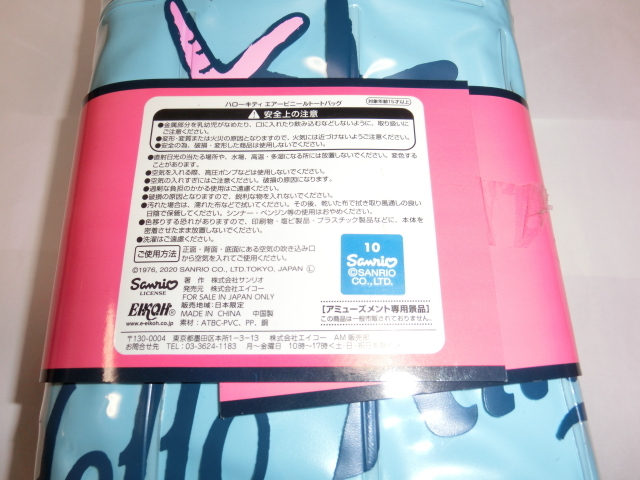 ハローキティ エアービニールトートバッグ
対象年齢15才以上
安全上の注意
●金属部分を乳幼児がなめたり、口に入れたり飲み込むなどしないように、取り扱いに
ご注意ください。
●変形・変質または火災の原因となりますので、火気には近づけないようご注意ください。
●安全の為、破損・変形した商品は使用しないでください。
●直射日光の当たる場所や、水場、高温・多湿になる所には放置しないでください。変色する
ことがあります。
●空気を入れる際、高圧ポンプなどは使用しないでください。
●空気の入れすぎにはご注意ください。破損の原因になります。
●過剰な負担のかかる使用はご遠慮ください。
●破損の原因となりますので、鋭利な物を入れないでください。
●汚れた場合は、濡れた布などで拭いてください。その後、乾いた布で拭き取り風通しの良い
日陰で保管してください。シンナー・ベンジン等の使用はおやめください。
●色移りする恐れがありますので、印刷物・塩ビ製品・プラスチック製品などに、本体を
密着させたまま放置しないでください。
●洗濯はご遠慮ください。
ご使用方法
正面・背面・底面にある空気の吹き込み口
から空気を入れてご使用ください。
©1976, 2020 SANRIO CO., LTD.TOKYO, JAPAN Ⓛ
Sanrio
LICENSE
著 作 株式会社サンリオ
発売元 株式会社エイコー
FOR SALE IN JAPAN ONLY
販売地域:日本限定
EIKOH®
www.e-eikoh.co.jp
MADE IN CHINA 中国製
素材:ATBC-PVC, PP, 銅
10
Sanrio
©SANRIO
CO., LTD.
[アミューズメント専用景品]
この商品は一般市販されておりません。
〒130-0004 東京都墨田区本所1-3-13 株式会社エイコー AM販売部
お問合せ先 TEL:03-3624-1183 月~金曜日 10時~17時